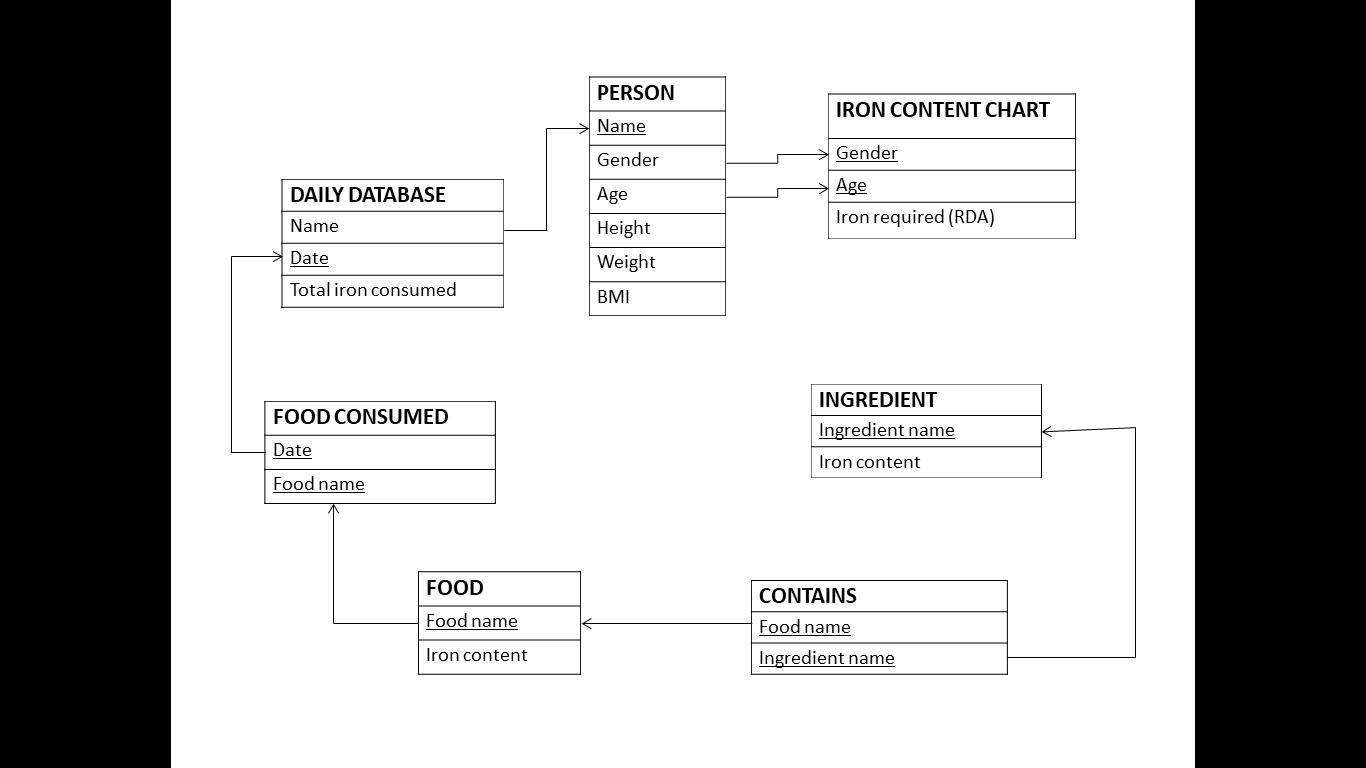 PERSON
Name
Gender
Age
Height
Weight
BMI
IRON CONTENT CHART
Gender
Age
Iron required (RDA)
DAILY DATABASE
Name
Date
Total iron consumed
FOOD CONSUMED
Date
Food name
INGREDIENT
Ingredient name
Iron content
FOOD
Food name
Iron content
CONTAINS
Food name
Ingredient name